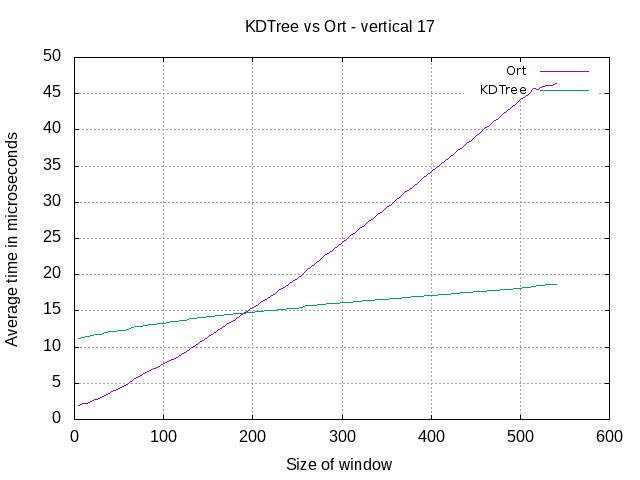 KDTree vs Ort - vertical 17
50
45
40
35
30
25
20
15
10
5
0
Ort
KDTree
Average time in microseconds
0 100 200 300 400 500 600
Size of window